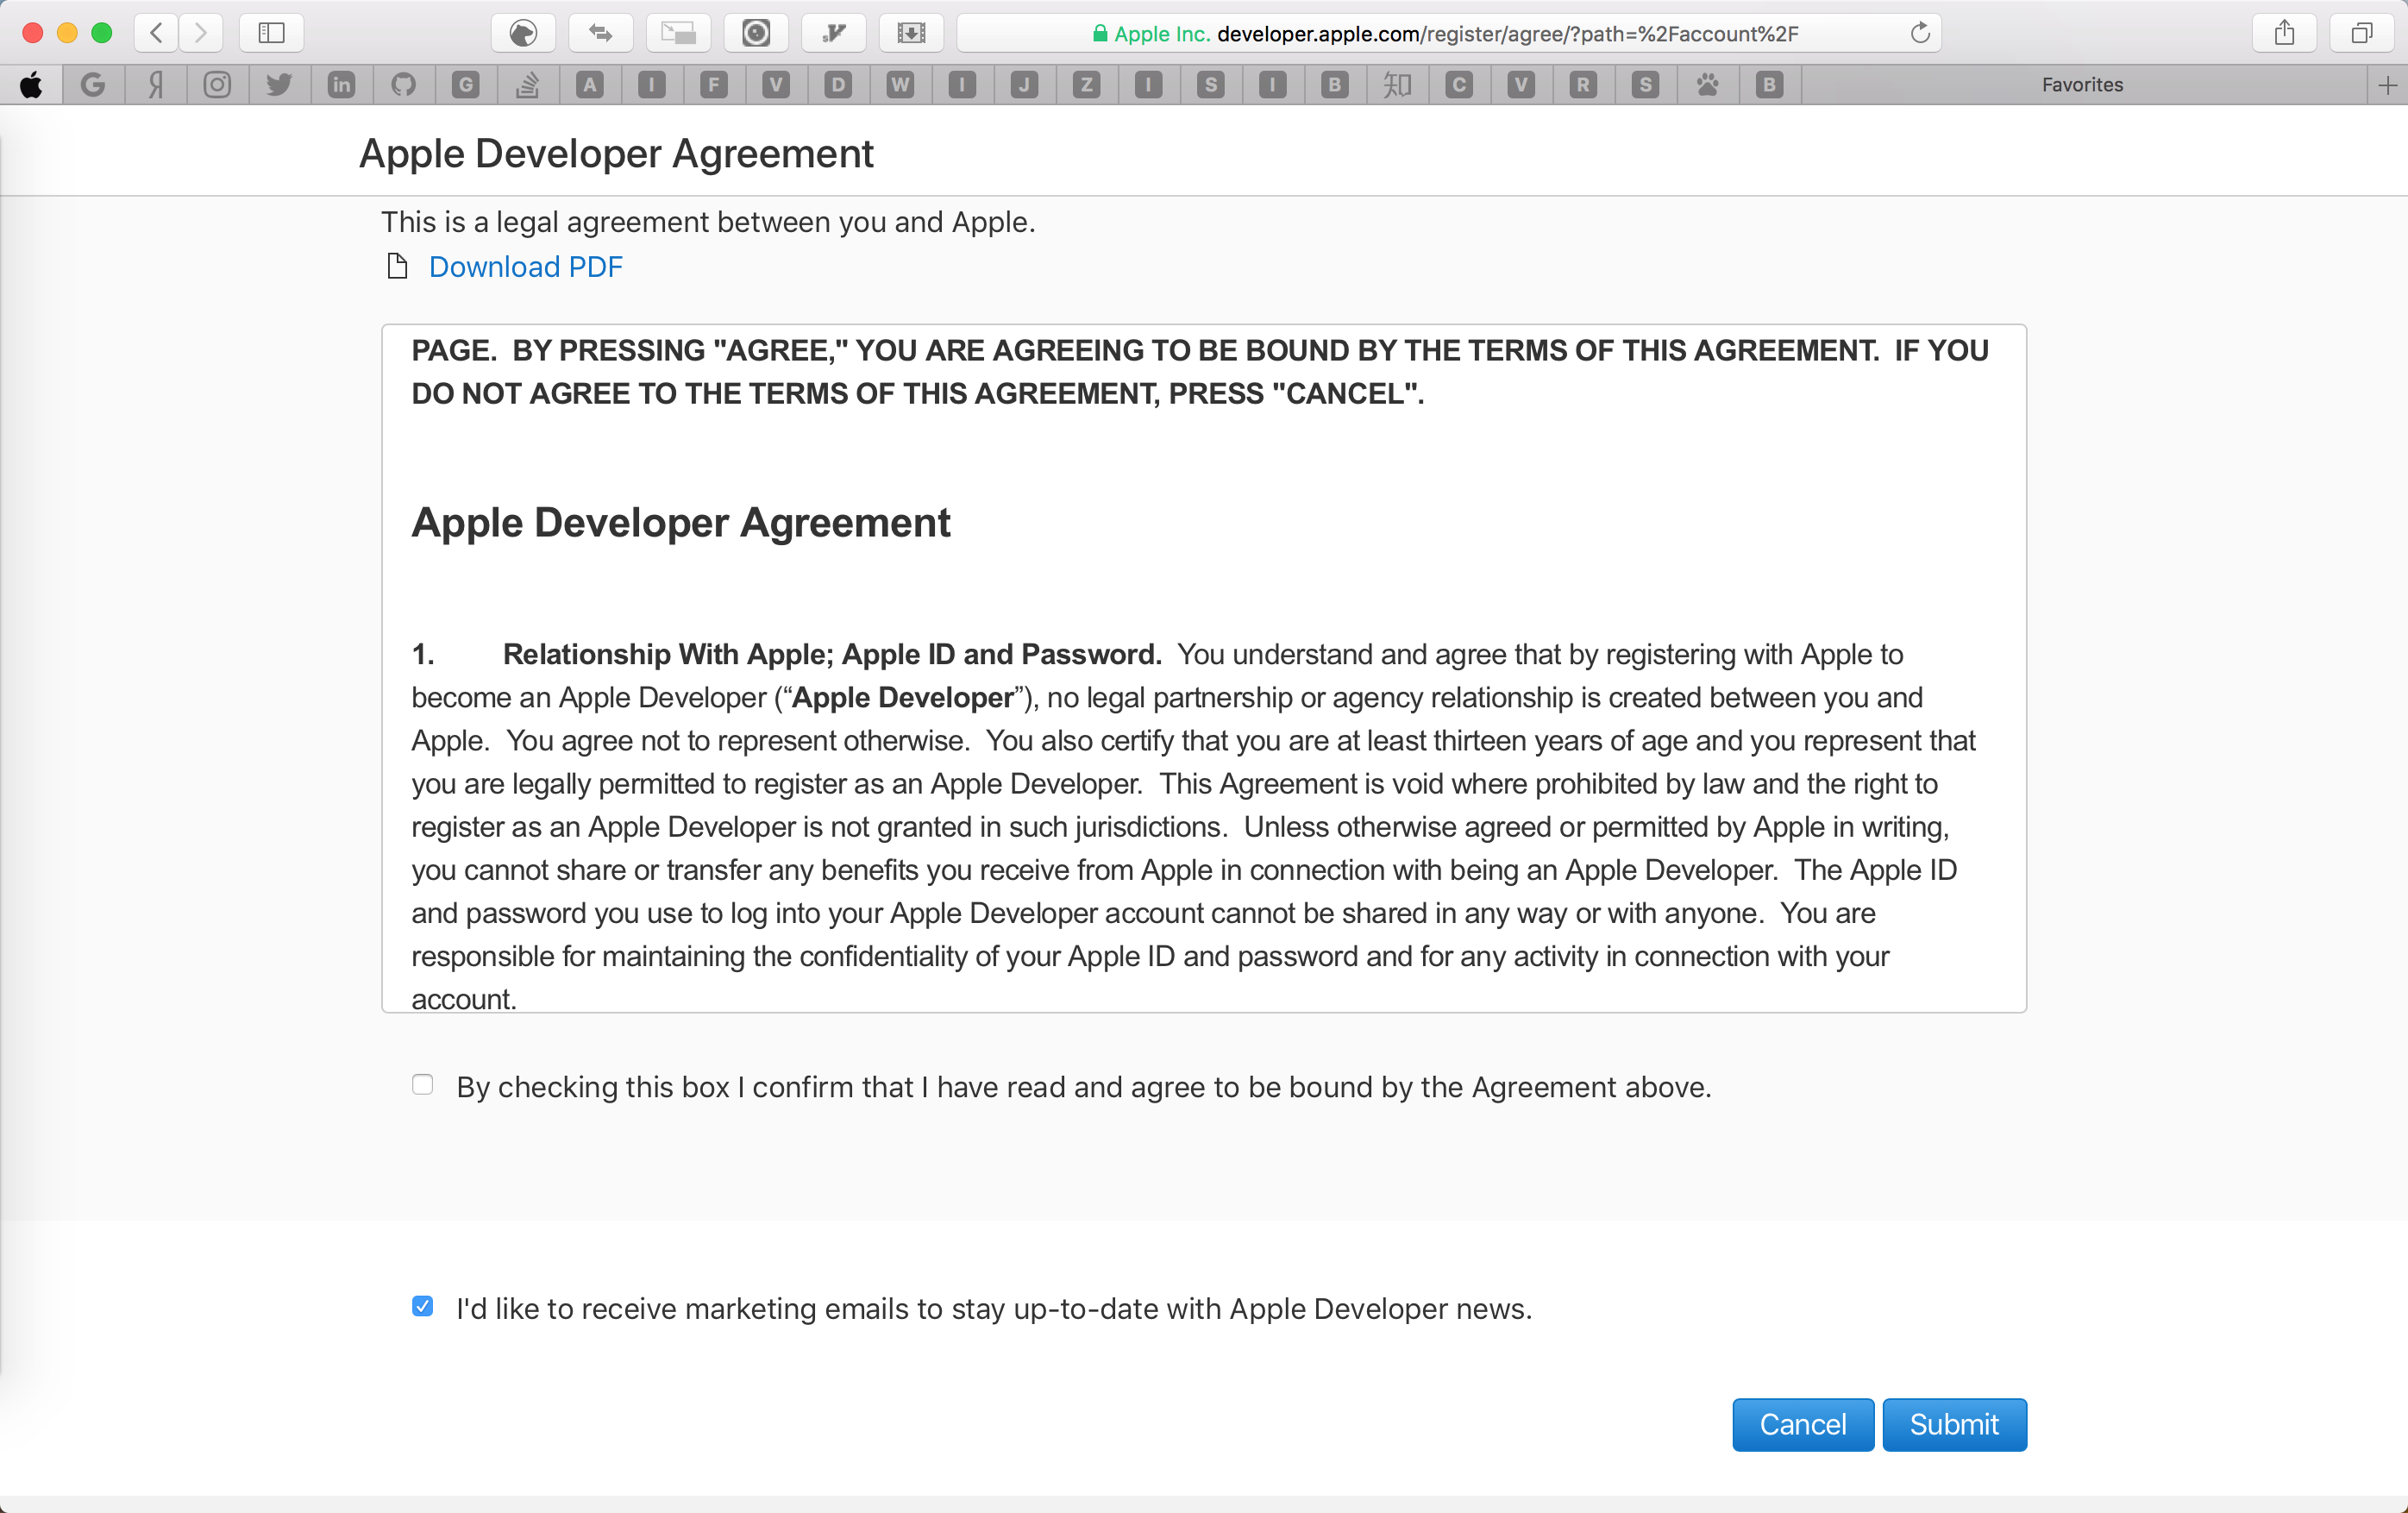 Apple Inc. developer.apple.com/register/agree/?path=%2Faccount%2F
G Я in G A I F V D W I J Z I S I B 知 C V R S B Favorites
Apple Developer Agreement
This is a legal agreement between you and Apple.
Download PDF
PAGE.  BY PRESSING "AGREE," YOU ARE AGREEING TO BE BOUND BY THE TERMS OF THIS AGREEMENT.  IF YOU
DO NOT AGREE TO THE TERMS OF THIS AGREEMENT, PRESS "CANCEL".
Apple Developer Agreement
1. Relationship With Apple; Apple ID and Password.  You understand and agree that by registering with Apple to
become an Apple Developer (“Apple Developer”), no legal partnership or agency relationship is created between you and
Apple.  You agree not to represent otherwise.  You also certify that you are at least thirteen years of age and you represent that
you are legally permitted to register as an Apple Developer.  This Agreement is void where prohibited by law and the right to
register as an Apple Developer is not granted in such jurisdictions.  Unless otherwise agreed or permitted by Apple in writing,
you cannot share or transfer any benefits you receive from Apple in connection with being an Apple Developer.  The Apple ID
and password you use to log into your Apple Developer account cannot be shared in any way or with anyone.  You are
responsible for maintaining the confidentiality of your Apple ID and password and for any activity in connection with your
account.
By checking this box I confirm that I have read and agree to be bound by the Agreement above.
I'd like to receive marketing emails to stay up-to-date with Apple Developer news.
Cancel Submit